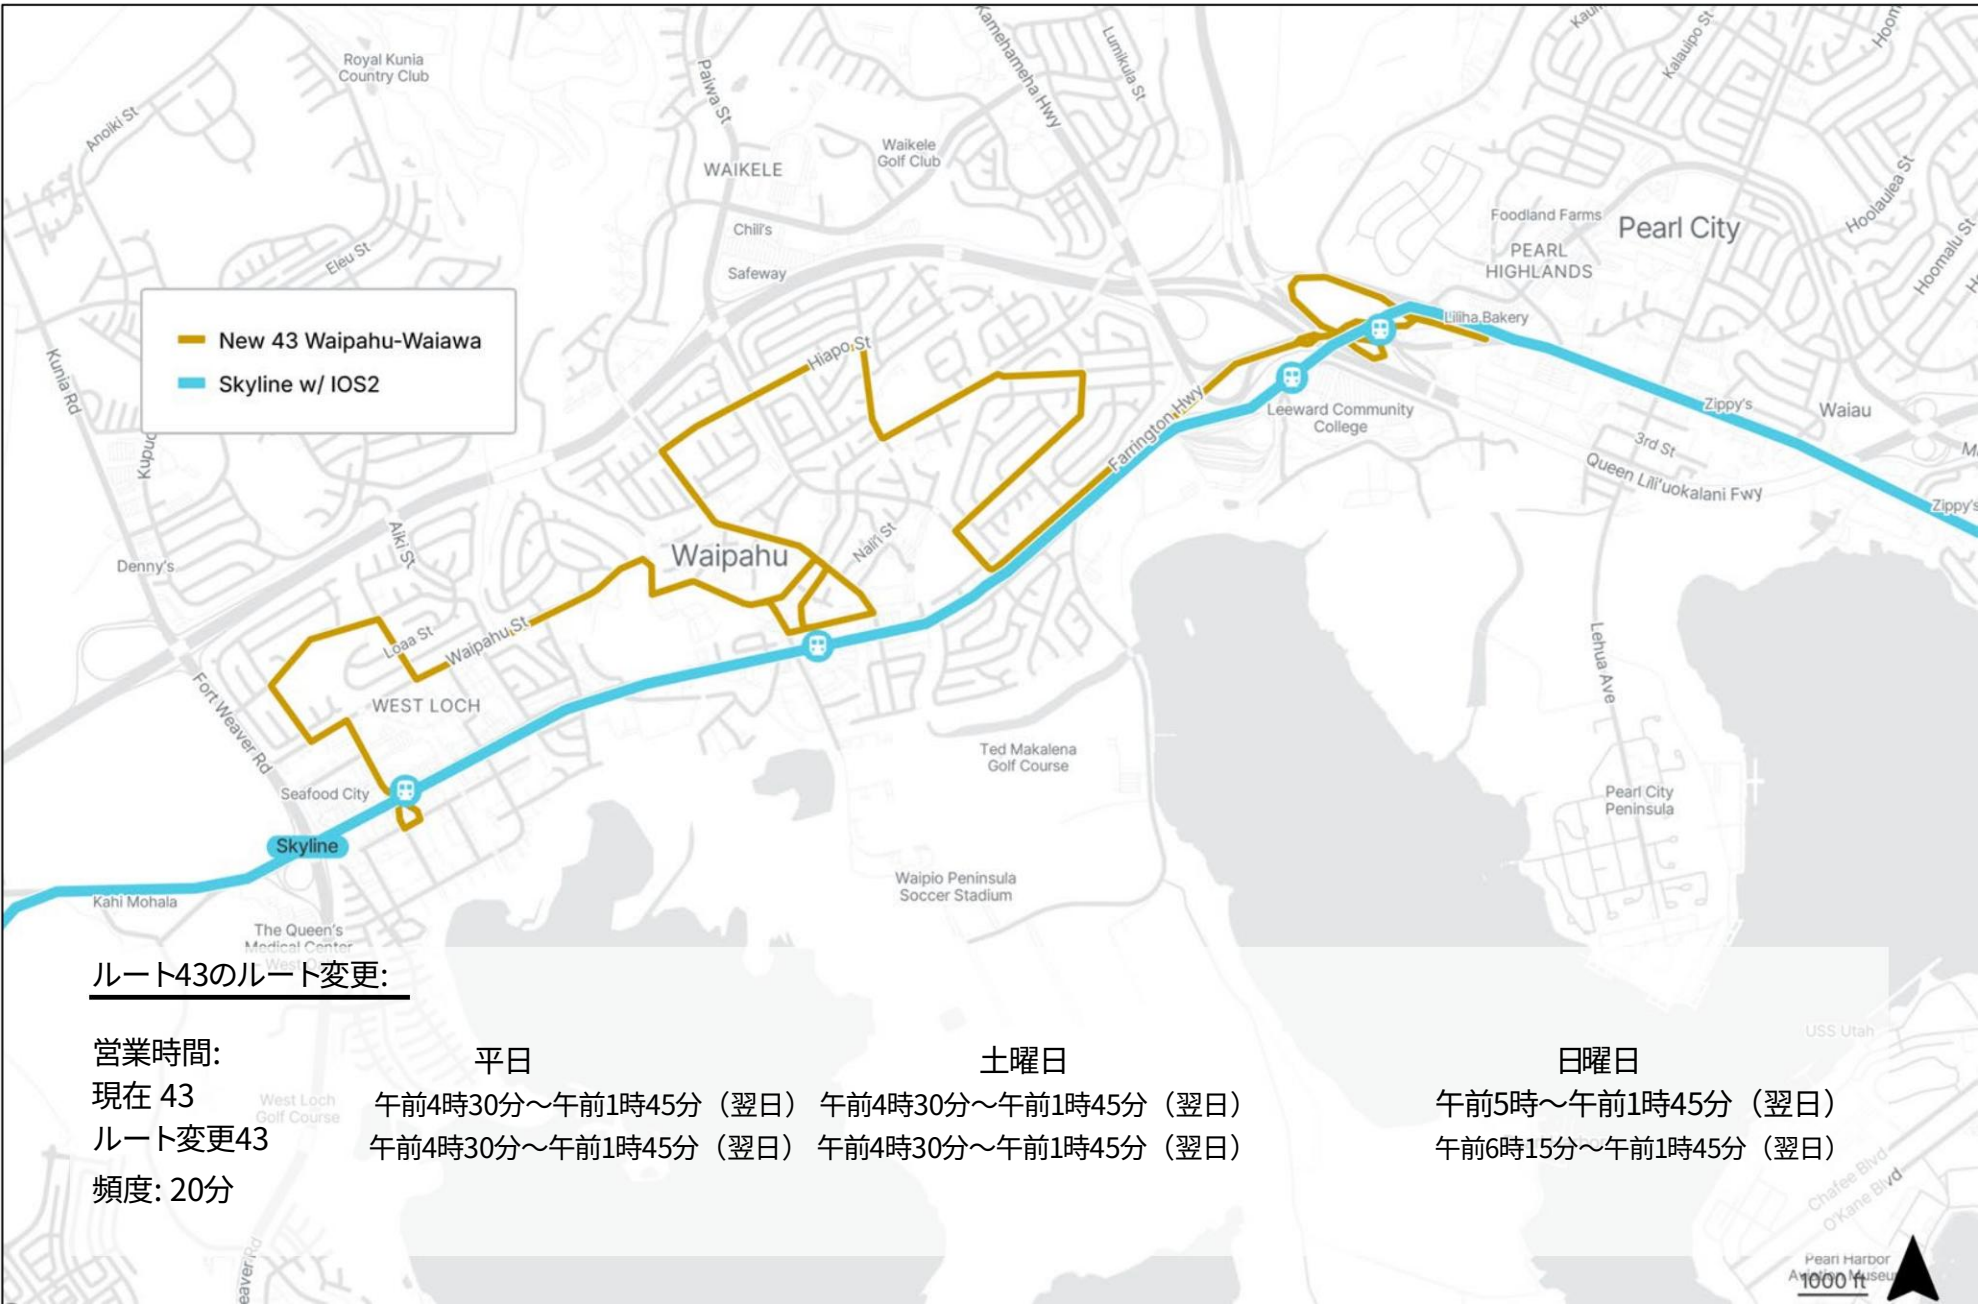 Royal Kunia
Country Club
Anoiki St
Paiwa St
Kamehameha Hwy
Lumikula St
Kalauipo St
Waikele
Golf Club
WAIKELE
Hoolaulea St
Foodland Farms
Pearl City
Chili's
PEARL
HIGHLANDS
Hoomalu St
Eleu St
Safeway
New 43 Waipahu-Waiawa
Skyline w/ IOS2
Liliha Bakery
Hiapo St
Kunia Rd
Zippy's
Waiau
Farrington Hwy
Leeward Community
College
3rd St
Queen Lili'uokalani Fwy
Zippy's
Aiki St
Nali'i St
Waipahu
Denny's
Loaa St
Waipahu St
Lehua Ave
Fort Weaver Rd
WEST LOCH
Ted Makalena
Golf Course
Seafood City
Pearl City
Peninsula
Skyline
Waipio Peninsula
Soccer Stadium
Kahi Mohala
The Queen's
Medical Center
ルート43のルート変更:
USS Utah
営業時間:
平日 土曜日 日曜日
現在 43 午前4時30分～午前1時45分（翌日） 午前4時30分～午前1時45分（翌日） 午前5時～午前1時45分（翌日）
West Loch
Golf Course
ルート変更43 午前4時30分～午前1時45分（翌日） 午前4時30分～午前1時45分（翌日） 午前6時15分～午前1時45分（翌日）
頻度: 20分
Chafee Blvd
O'Kane Blvd
Pearl Harbor
1000 ft